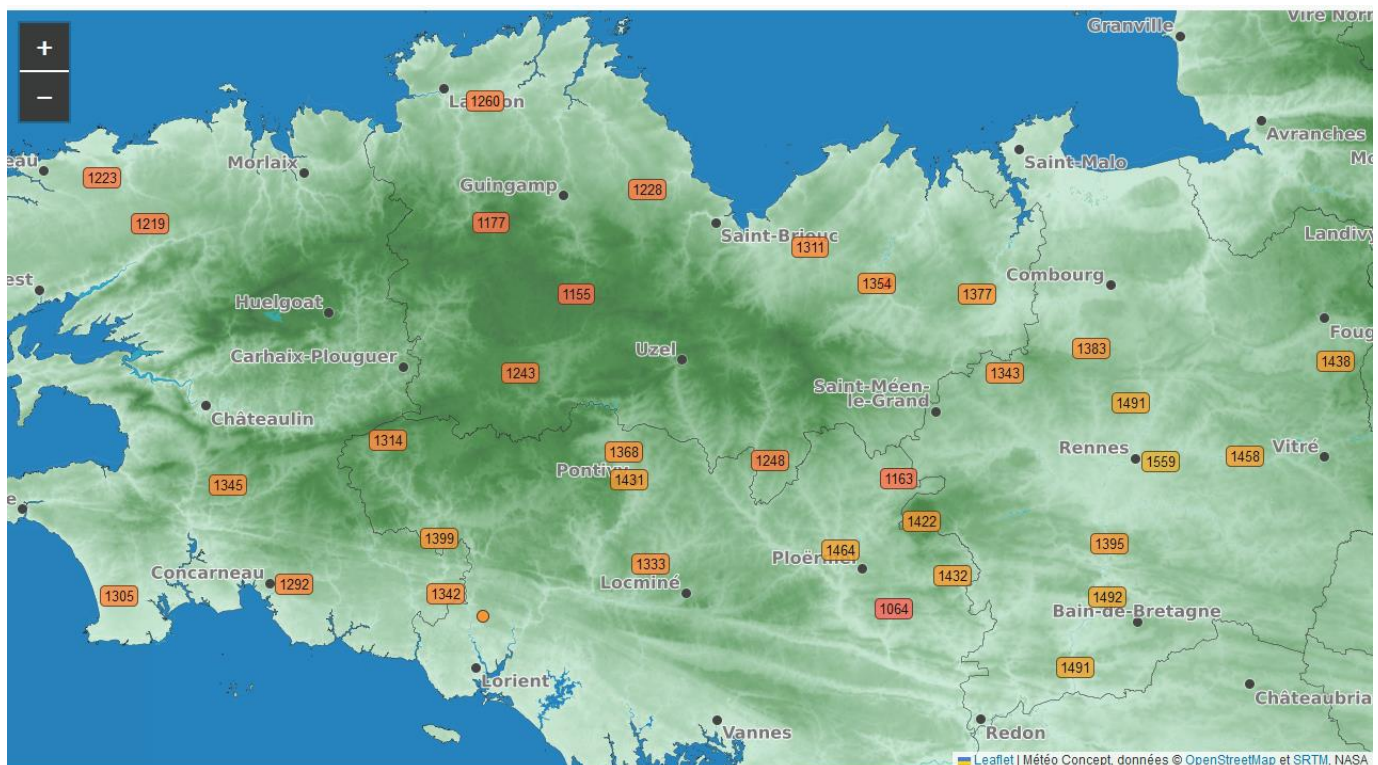 +
−
Granville
Vire Norr
Lannion
1260
Avranches
eau
Morlaix
Saint-Malo
Mo
1223
Guingamp
1228
1219
1177
Saint-Brieuc
1311
Landivy
est
Huelgoat
1155
1354
1377
Combourg
Foug
Carhaix-Plouguer
Uzel
1383
1438
1243
1343
Saint-Méen-
le-Grand
1491
Châteaulin
1314
1368
1248
Rennes
1559
1458
Vitré
Pontivy
1431
1163
1345
e
1422
1399
1464
1395
Ploërmel
Concarneau
1292
1333
Locminé
1432
1305
1342
1064
1492
Bain-de-Bretagne
1491
Lorient
Châteaubria
Vannes
Redon
Leaflet | Météo Concept, données © OpenStreetMap et SRTM, NASA